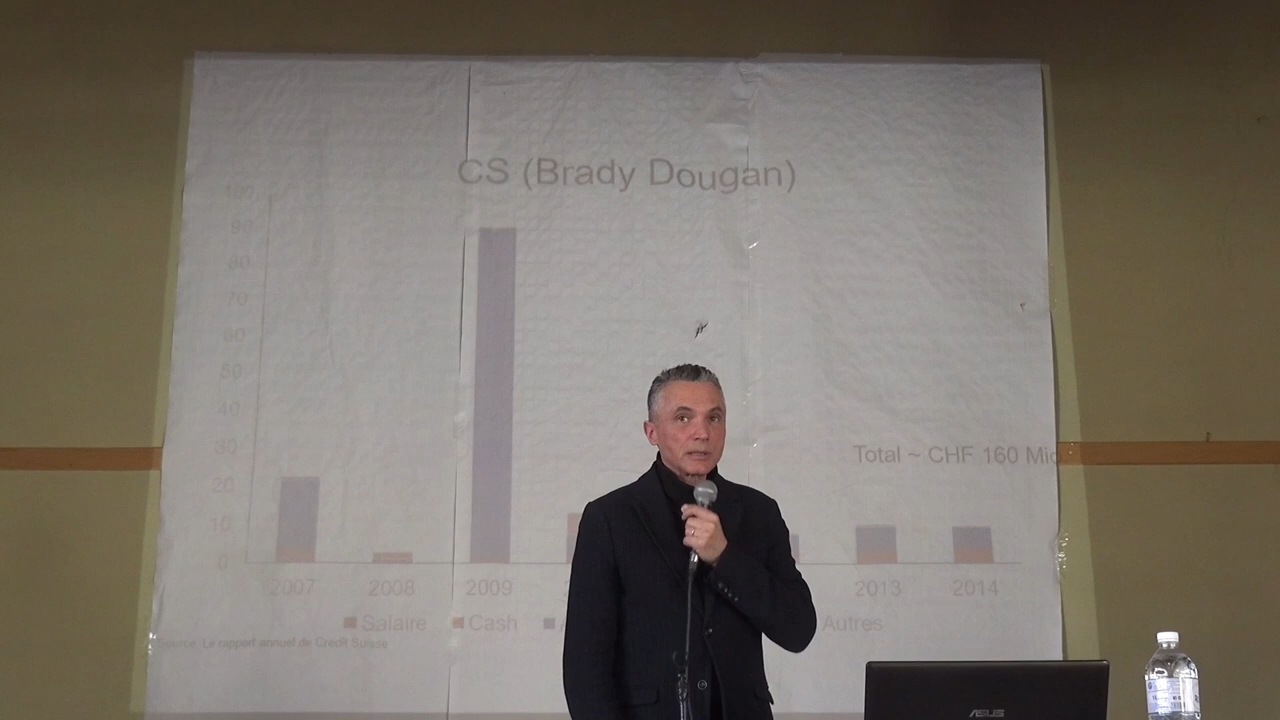 CS (Brady Dougan)
100
90
80
70
60
50
40
30
20
10
0
Total ~ CHF 160 Mio
2007 2008 2009 2013 2014
Salaire Cash Autres
Source: Le rapport annuel de Credit Suisse
ASUS